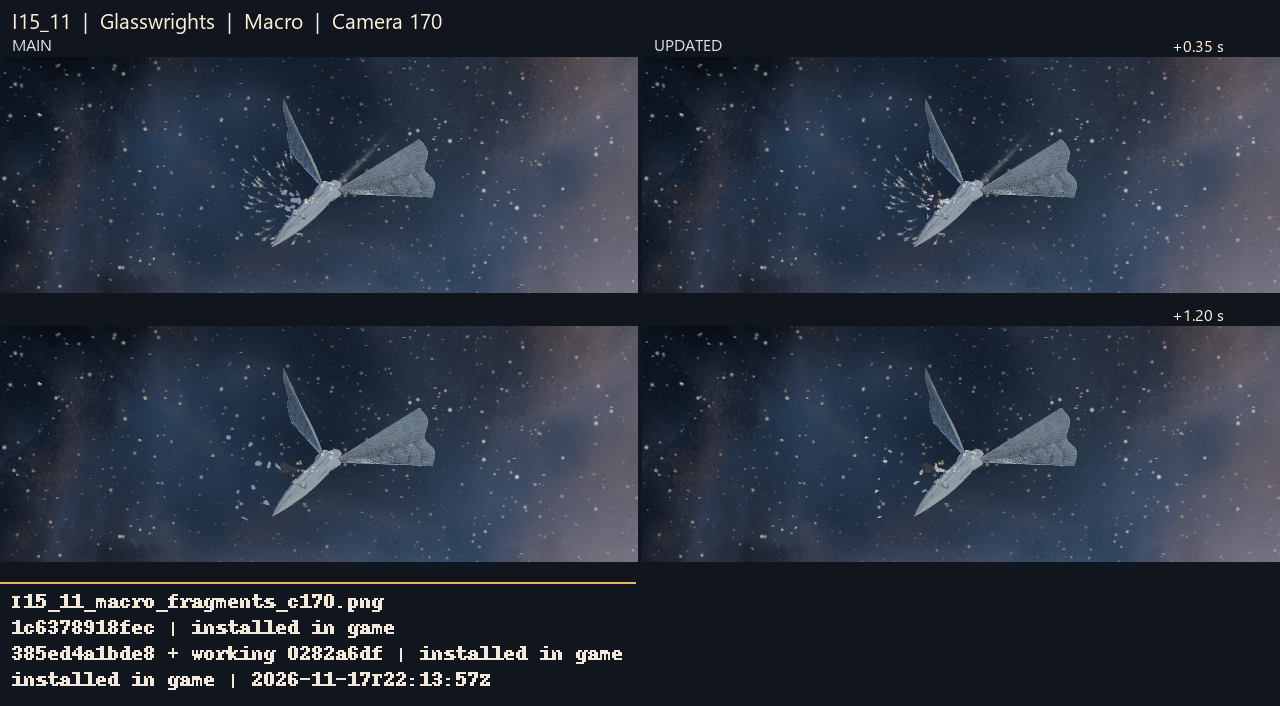 I15_11 | Glasswrights | Macro | Camera 170
MAIN
UPDATED
+0.35 s
+1.20 s
I15_11_macro_fragments_c170.png
1c6378918fec | installed in game
385ed4a1bde8 + working 0282a6df | installed in game
installed in game | 2026-11-17T22:13:57Z